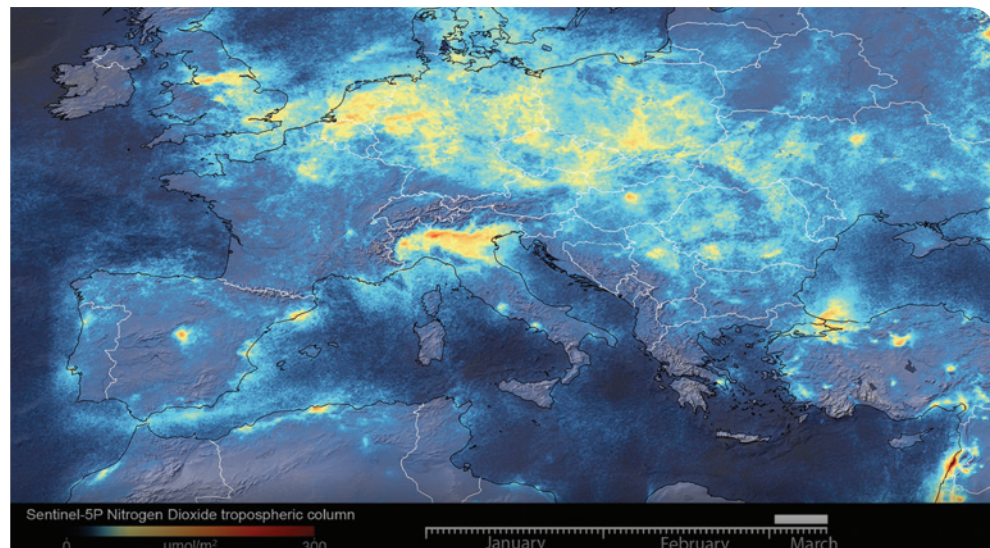 Sentinel-5P Nitrogen Dioxide tropospheric column
0 µmol/m² 300
January February March